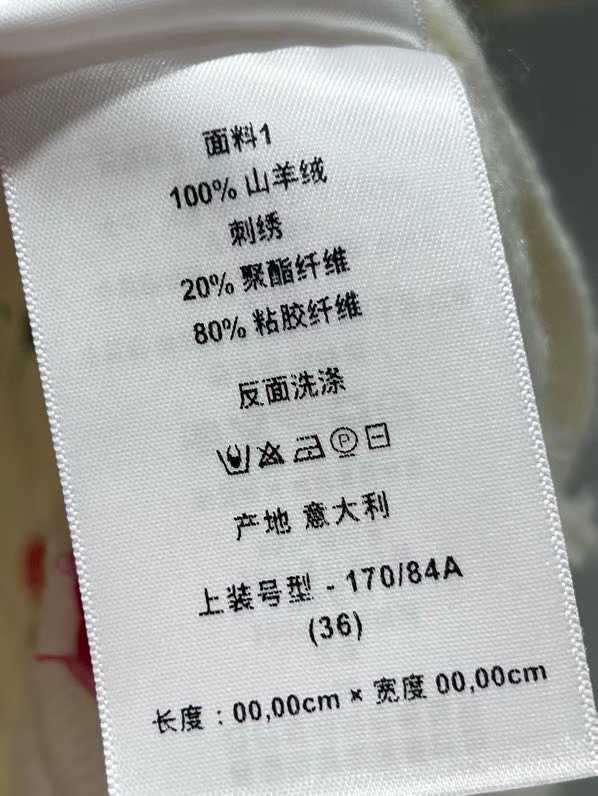 面料1
100% 山羊绒
刺绣
20% 聚酯纤维
80% 粘胶纤维
反面洗涤
P
产地 意大利
上装号型 - 170/84A
(36)
长度：00,00cm × 宽度 00,00cm